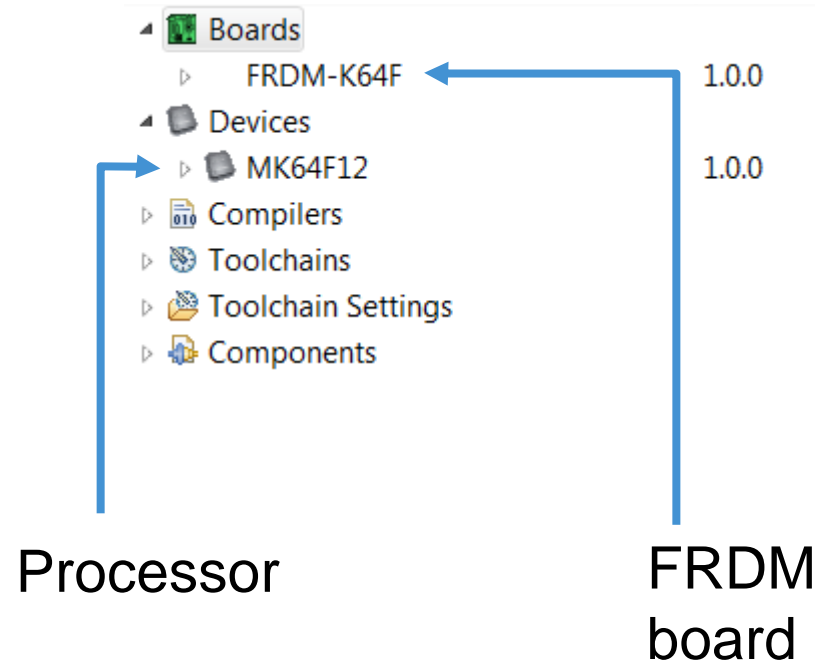 Boards
FRDM-K64F 1.0.0
Devices
MK64F12 1.0.0
Compilers
Toolchains
Toolchain Settings
Components
Processor
FRDM
board